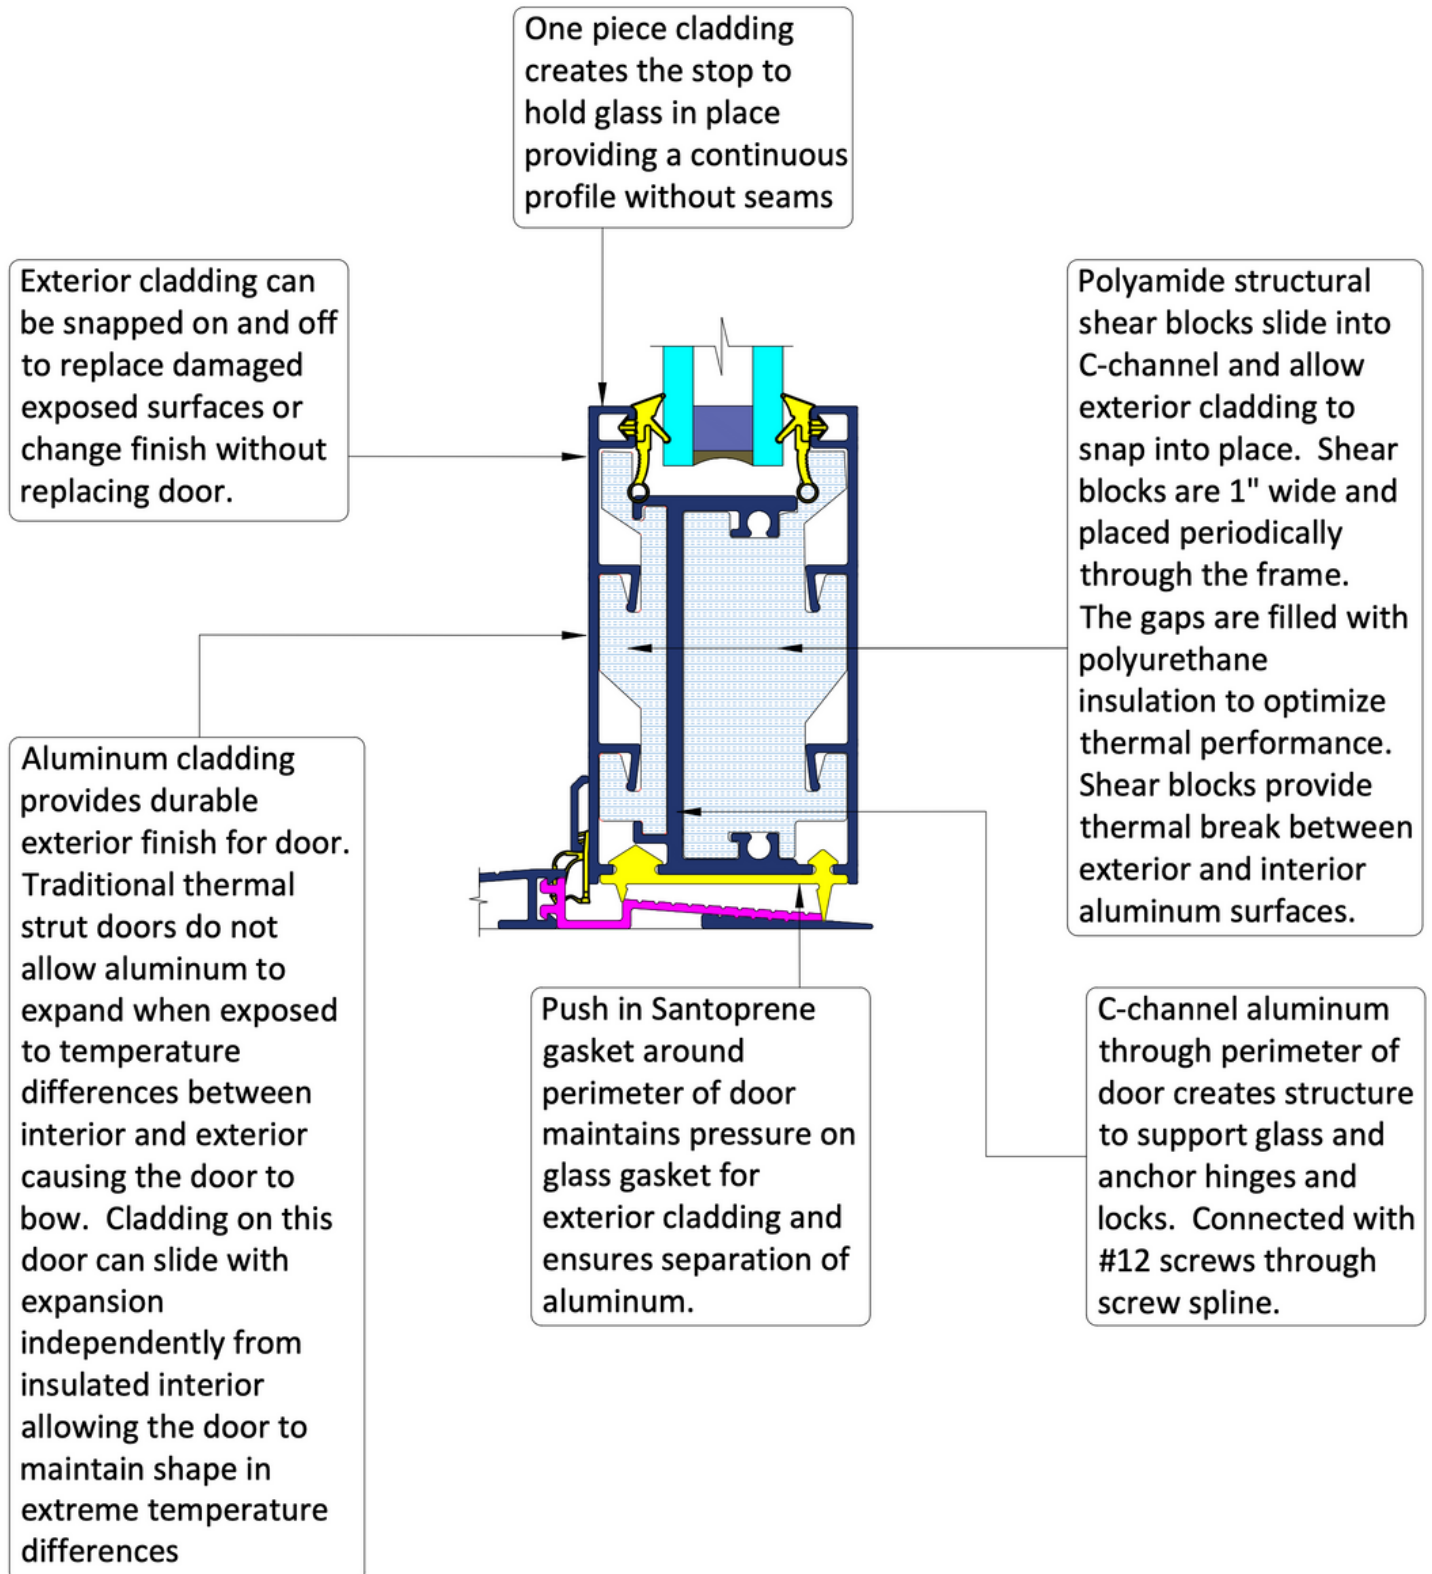 One piece cladding
creates the stop to
hold glass in place
providing a continuous
profile without seams
Exterior cladding can
be snapped on and off
to replace damaged
exposed surfaces or
change finish without
replacing door.
Polyamide structural
shear blocks slide into
C-channel and allow
exterior cladding to
snap into place.  Shear
blocks are 1" wide and
placed periodically
through the frame.
The gaps are filled with
polyurethane
insulation to optimize
thermal performance.
Shear blocks provide
thermal break between
exterior and interior
aluminum surfaces.
Aluminum cladding
provides durable
exterior finish for door.
Traditional thermal
strut doors do not
allow aluminum to
expand when exposed
to temperature
differences between
interior and exterior
causing the door to
bow.  Cladding on this
door can slide with
expansion
independently from
insulated interior
allowing the door to
maintain shape in
extreme temperature
differences
Push in Santoprene
gasket around
perimeter of door
maintains pressure on
glass gasket for
exterior cladding and
ensures separation of
aluminum.
C-channel aluminum
through perimeter of
door creates structure
to support glass and
anchor hinges and
locks.  Connected with
#12 screws through
screw spline.